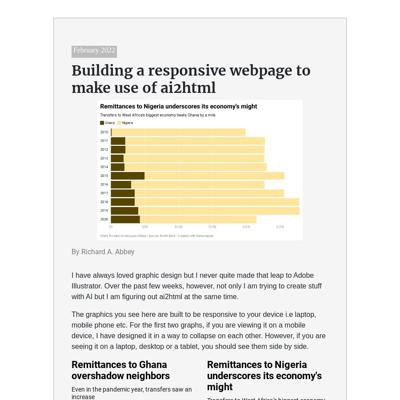 February 2022
Building a responsive webpage to
make use of ai2html
Remittances to Nigeria underscores its economy's might
Transfers to West Africa's biggest economy beats Ghana by a mile
Ghana Nigeria
2010
2011
2012
2013
2014
2015
2016
2017
2018
2019
2020
By Richard A. Abbey
I have always loved graphic design but I never quite made that leap to Adobe
Illustrator. Over the past few weeks, however, not only I am trying to create stuff
with AI but I am figuring out ai2html at the same time.
The graphics you see here are built to be responsive to your device i.e laptop,
mobile phone etc. For the first two graphs, if you are viewing it on a mobile
device, I have designed it in a way to collapse on each other. However, if you are
seeing it on a laptop, desktop or a tablet, you should see them side by side.
Remittances to Ghana
overshadow neighbors
Even in the pandemic year, transfers saw an
increase
Remittances to Nigeria
underscores its economy's
might
Transfers to West Africa's biggest economy